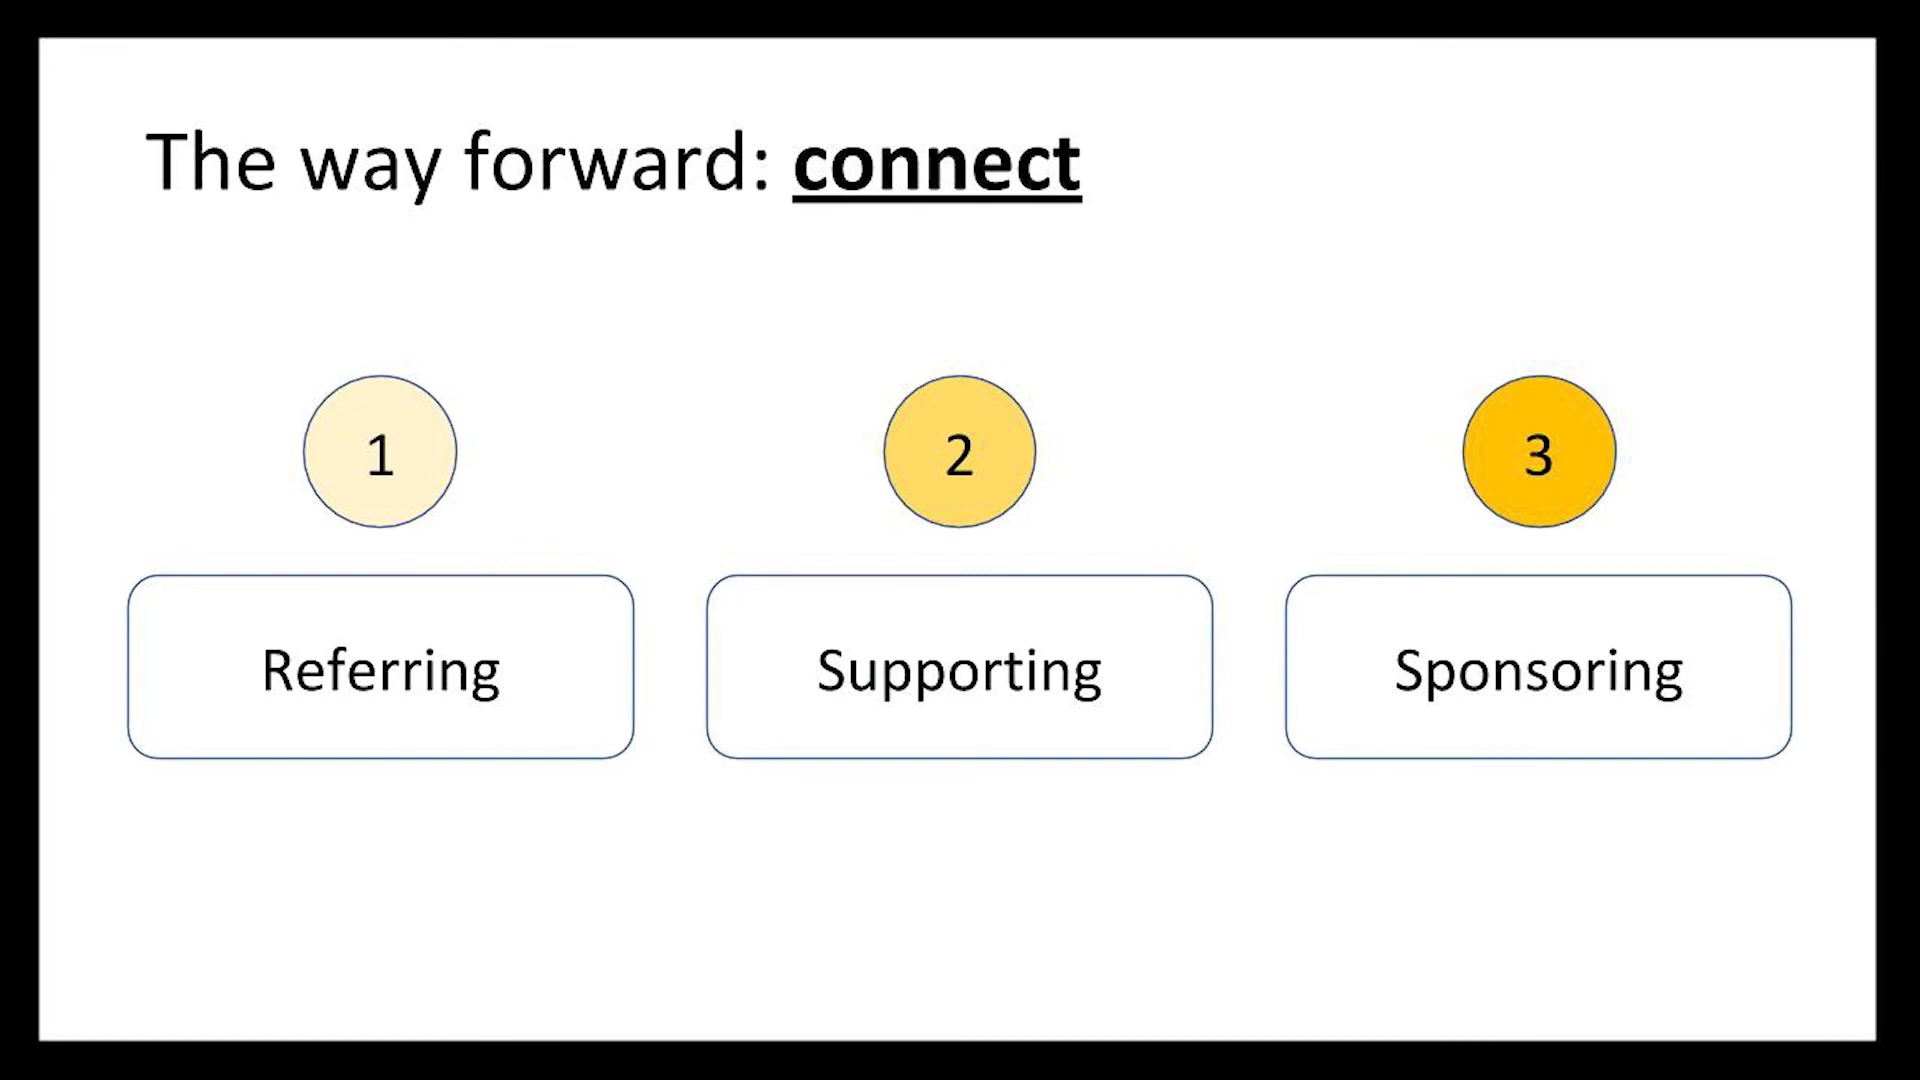 The way forward: connect
1
2
3
Referring
Supporting
Sponsoring